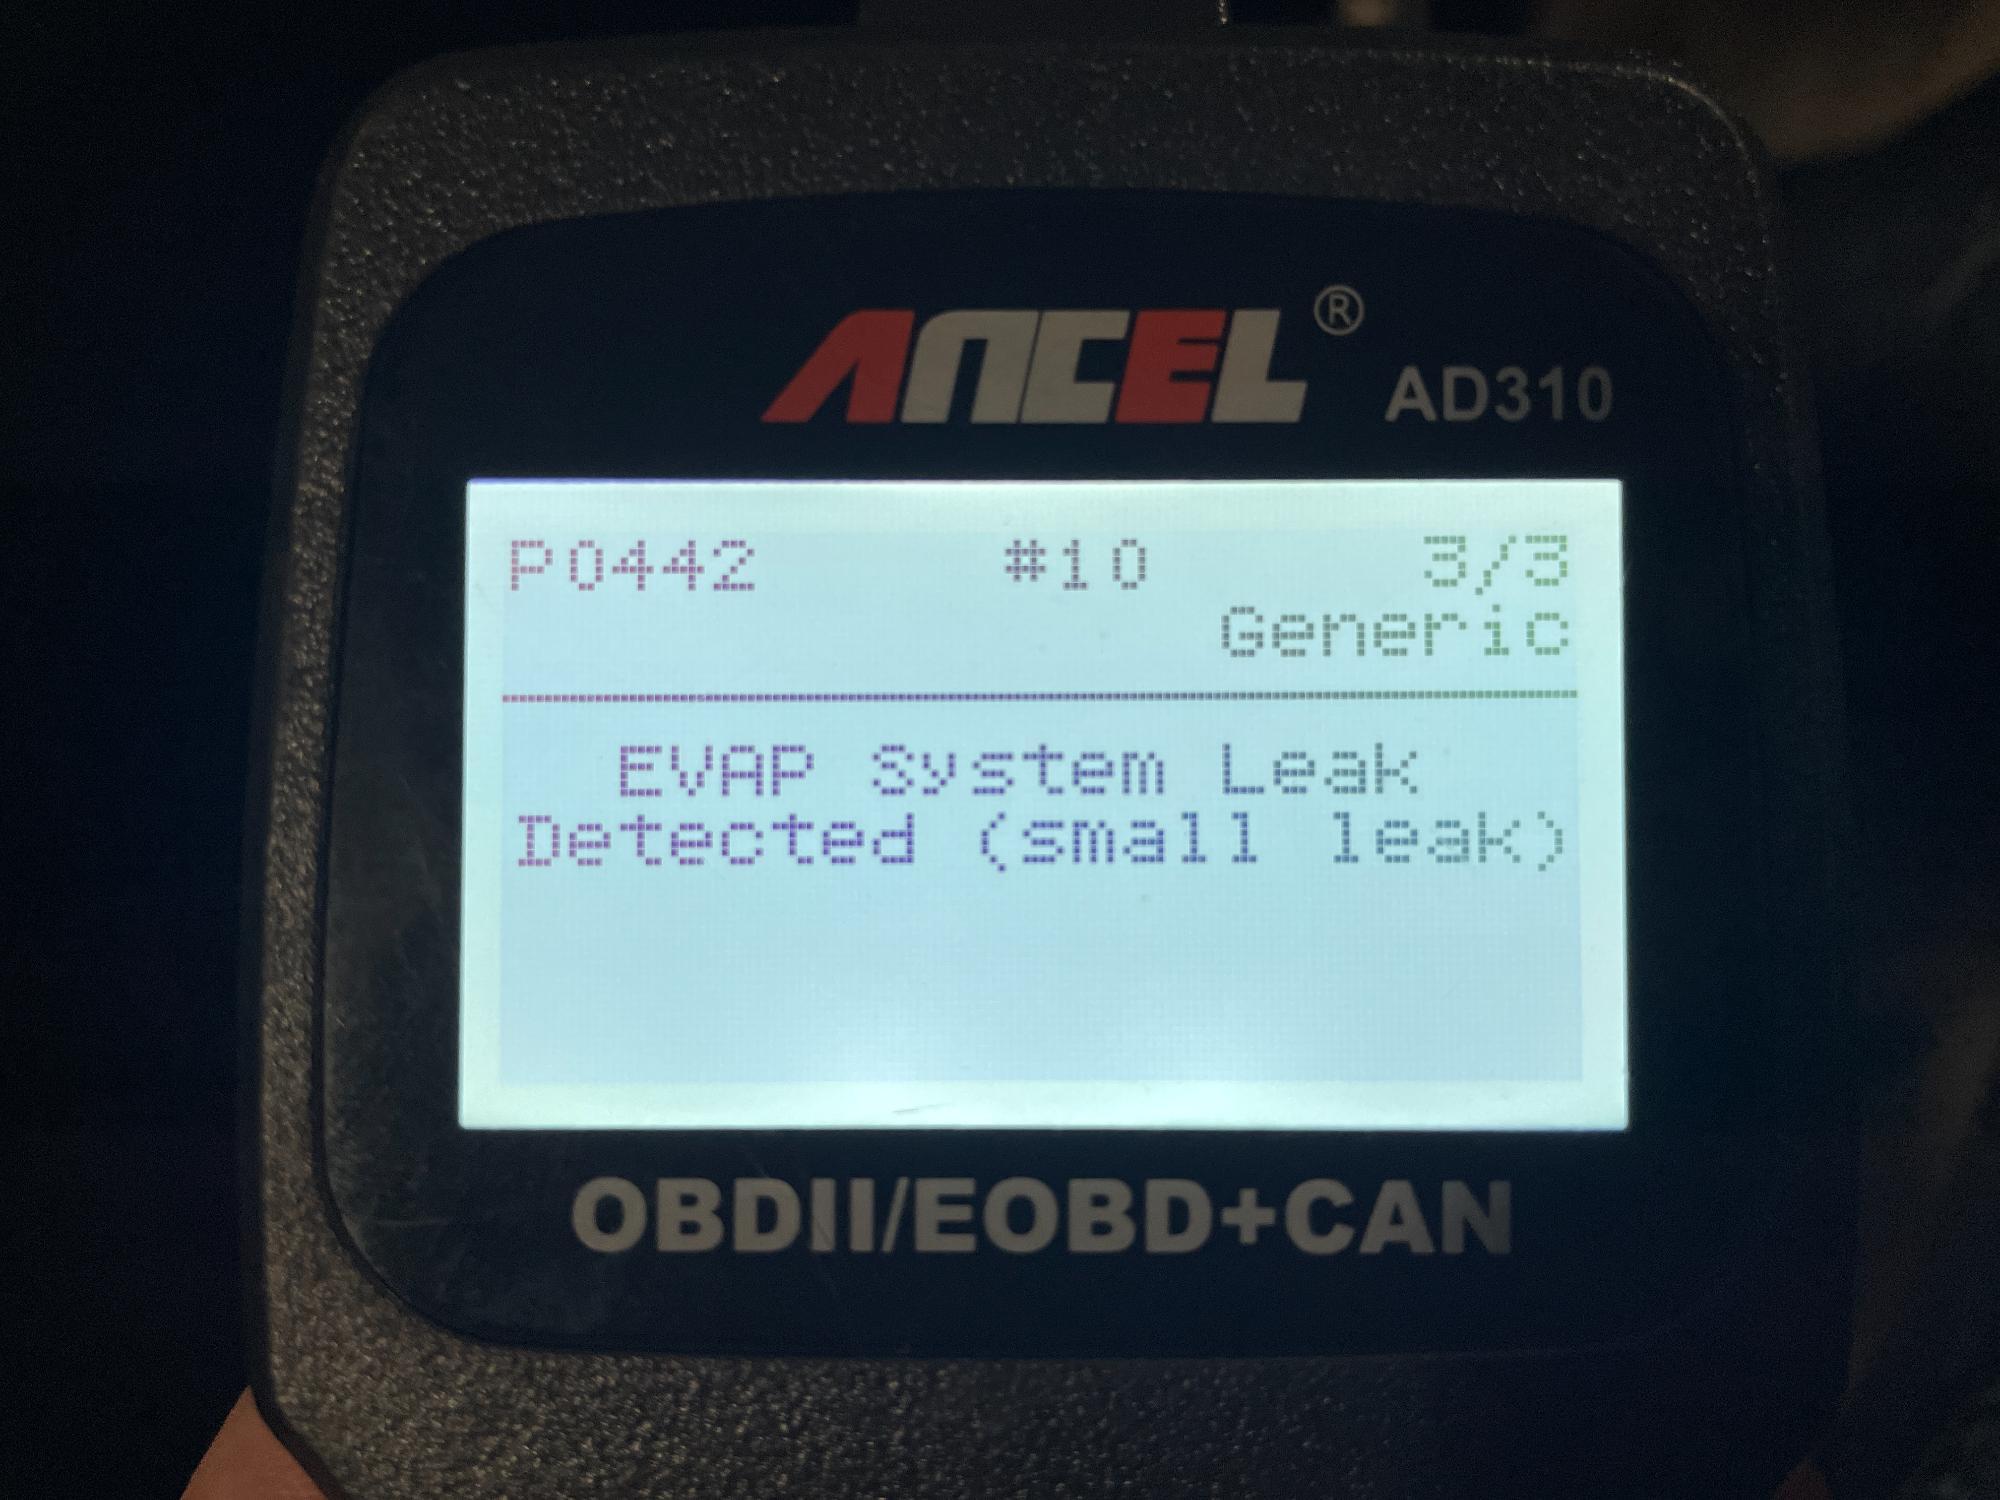 ANCEL® AD310
P0442 #10 3/3
Generic
EVAP System Leak
Detected (small leak)
OBDII/EOBD+CAN